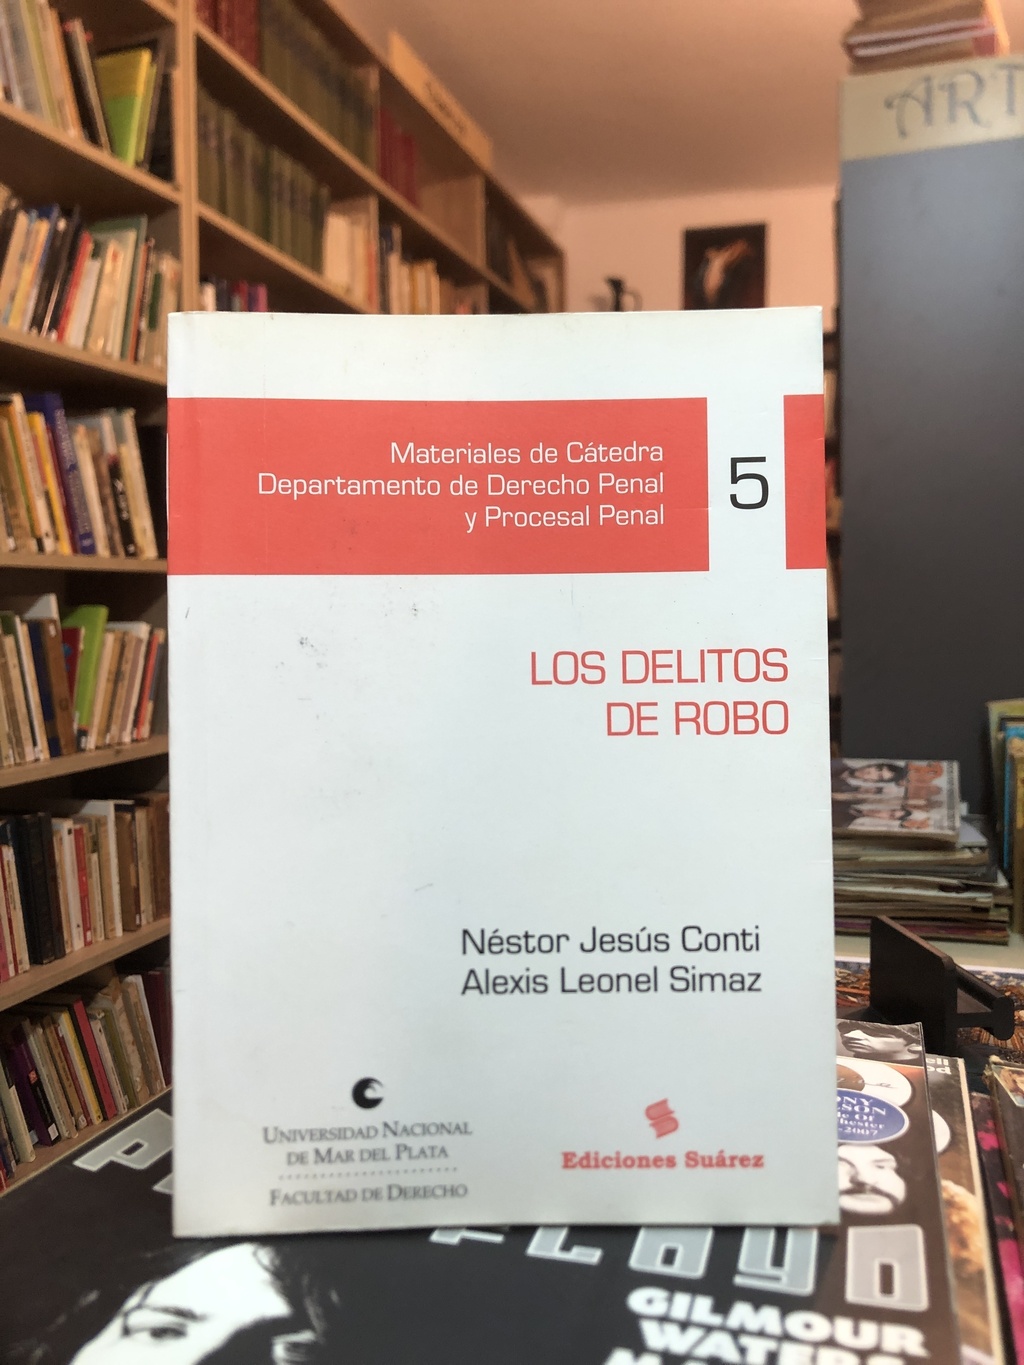 ART
Materiales de Cátedra
Departamento de Derecho Penal
y Procesal Penal
5
LOS DELITOS
DE ROBO
Néstor Jesús Conti
Alexis Leonel Simaz
UNIVERSIDAD NACIONAL
DE MAR DEL PLATA
FACULTAD DE DERECHO
Ediciones Suárez
FLOYD
GILMOUR
WATERS